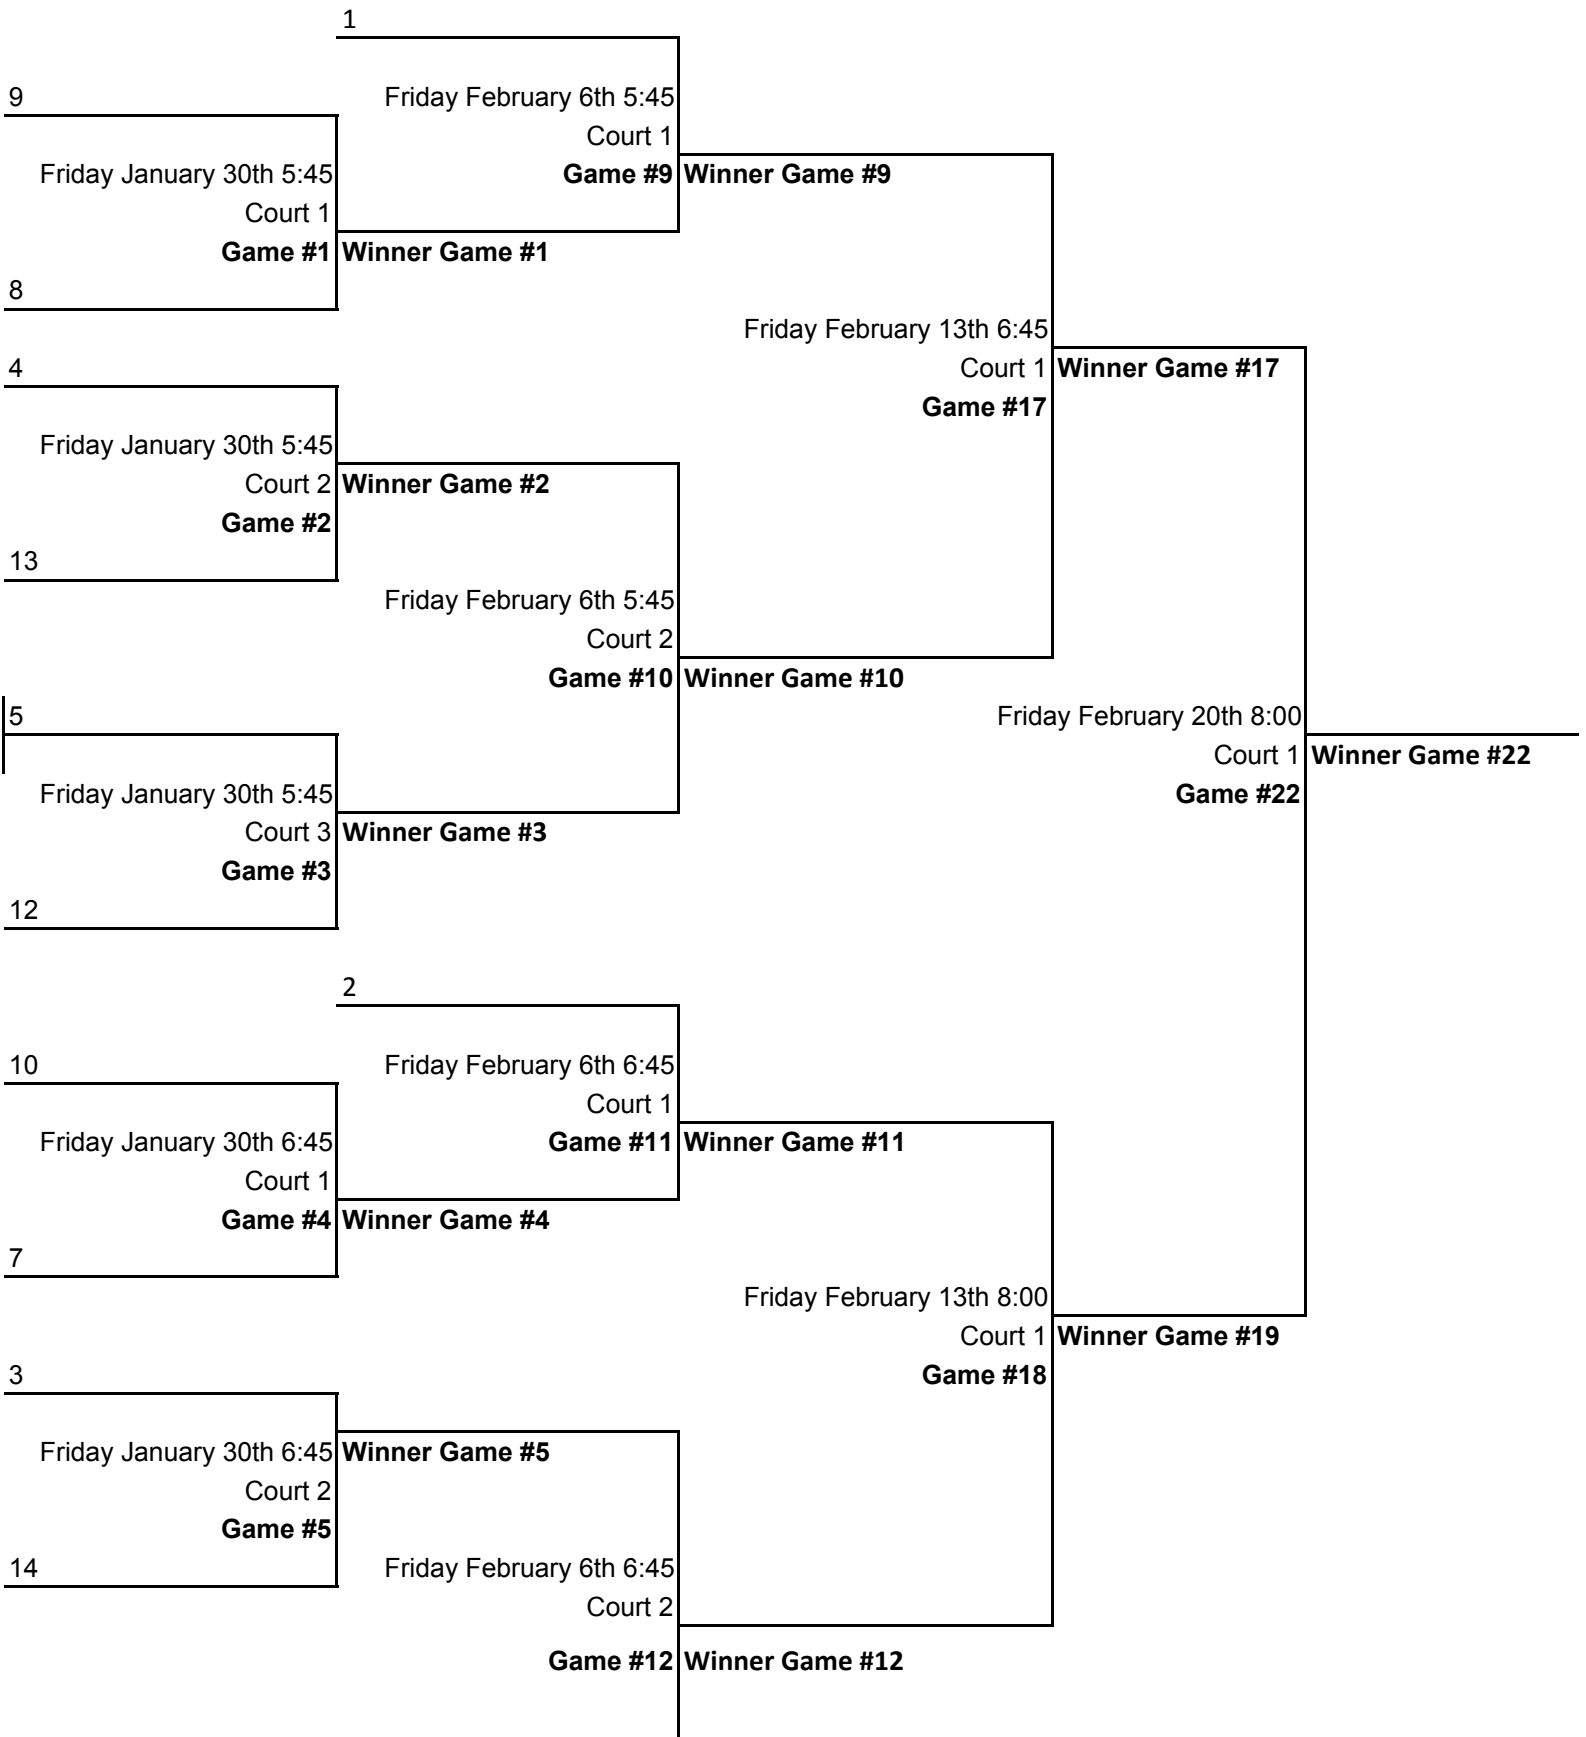 1
9
Friday February 6th 5:45
Court 1
Friday January 30th 5:45
Game #9 Winner Game #9
Court 1
Game #1 Winner Game #1
8
Friday February 13th 6:45
4
Court 1 Winner Game #17
Game #17
Friday January 30th 5:45
Court 2 Winner Game #2
Game #2
13
Friday February 6th 5:45
Court 2
Game #10 Winner Game #10
5
Friday February 20th 8:00
Court 1 Winner Game #22
Friday January 30th 5:45
Game #22
Court 3 Winner Game #3
Game #3
12
2
10
Friday February 6th 6:45
Court 1
Friday January 30th 6:45
Game #11 Winner Game #11
Court 1
Game #4 Winner Game #4
7
Friday February 13th 8:00
Court 1 Winner Game #19
3
Game #18
Friday January 30th 6:45 Winner Game #5
Court 2
Game #5
14
Friday February 6th 6:45
Court 2
Game #12 Winner Game #12